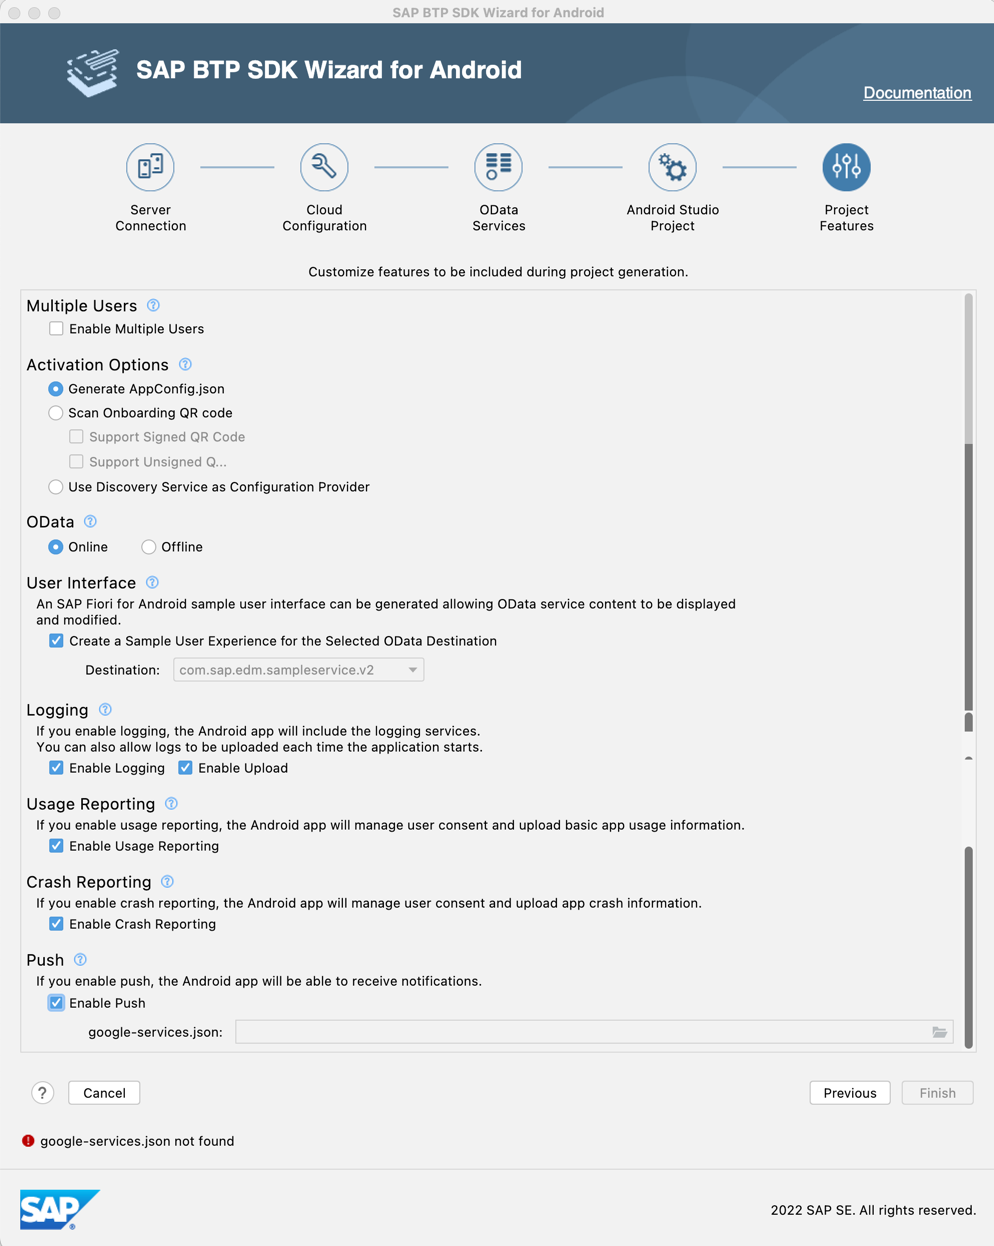 SAP BTP SDK Wizard for Android
SAP BTP SDK Wizard for Android
Documentation
Server Connection
Cloud Configuration
OData Services
Android Studio Project
Project Features
Customize features to be included during project generation.
Multiple Users ?
Enable Multiple Users
Activation Options ?
Generate AppConfig.json
Scan Onboarding QR code
Support Signed QR Code
Support Unsigned Q...
Use Discovery Service as Configuration Provider
OData ?
Online Offline
User Interface ?
An SAP Fiori for Android sample user interface can be generated allowing OData service content to be displayed
and modified.
Create a Sample User Experience for the Selected OData Destination
Destination: com.sap.edm.sampleservice.v2
Logging ?
If you enable logging, the Android app will include the logging services.
You can also allow logs to be uploaded each time the application starts.
Enable Logging Enable Upload
Usage Reporting ?
If you enable usage reporting, the Android app will manage user consent and upload basic app usage information.
Enable Usage Reporting
Crash Reporting ?
If you enable crash reporting, the Android app will manage user consent and upload app crash information.
Enable Crash Reporting
Push ?
If you enable push, the Android app will be able to receive notifications.
Enable Push
google-services.json:
? Cancel Previous Finish
! google-services.json not found
SAP ®
2022 SAP SE. All rights reserved.